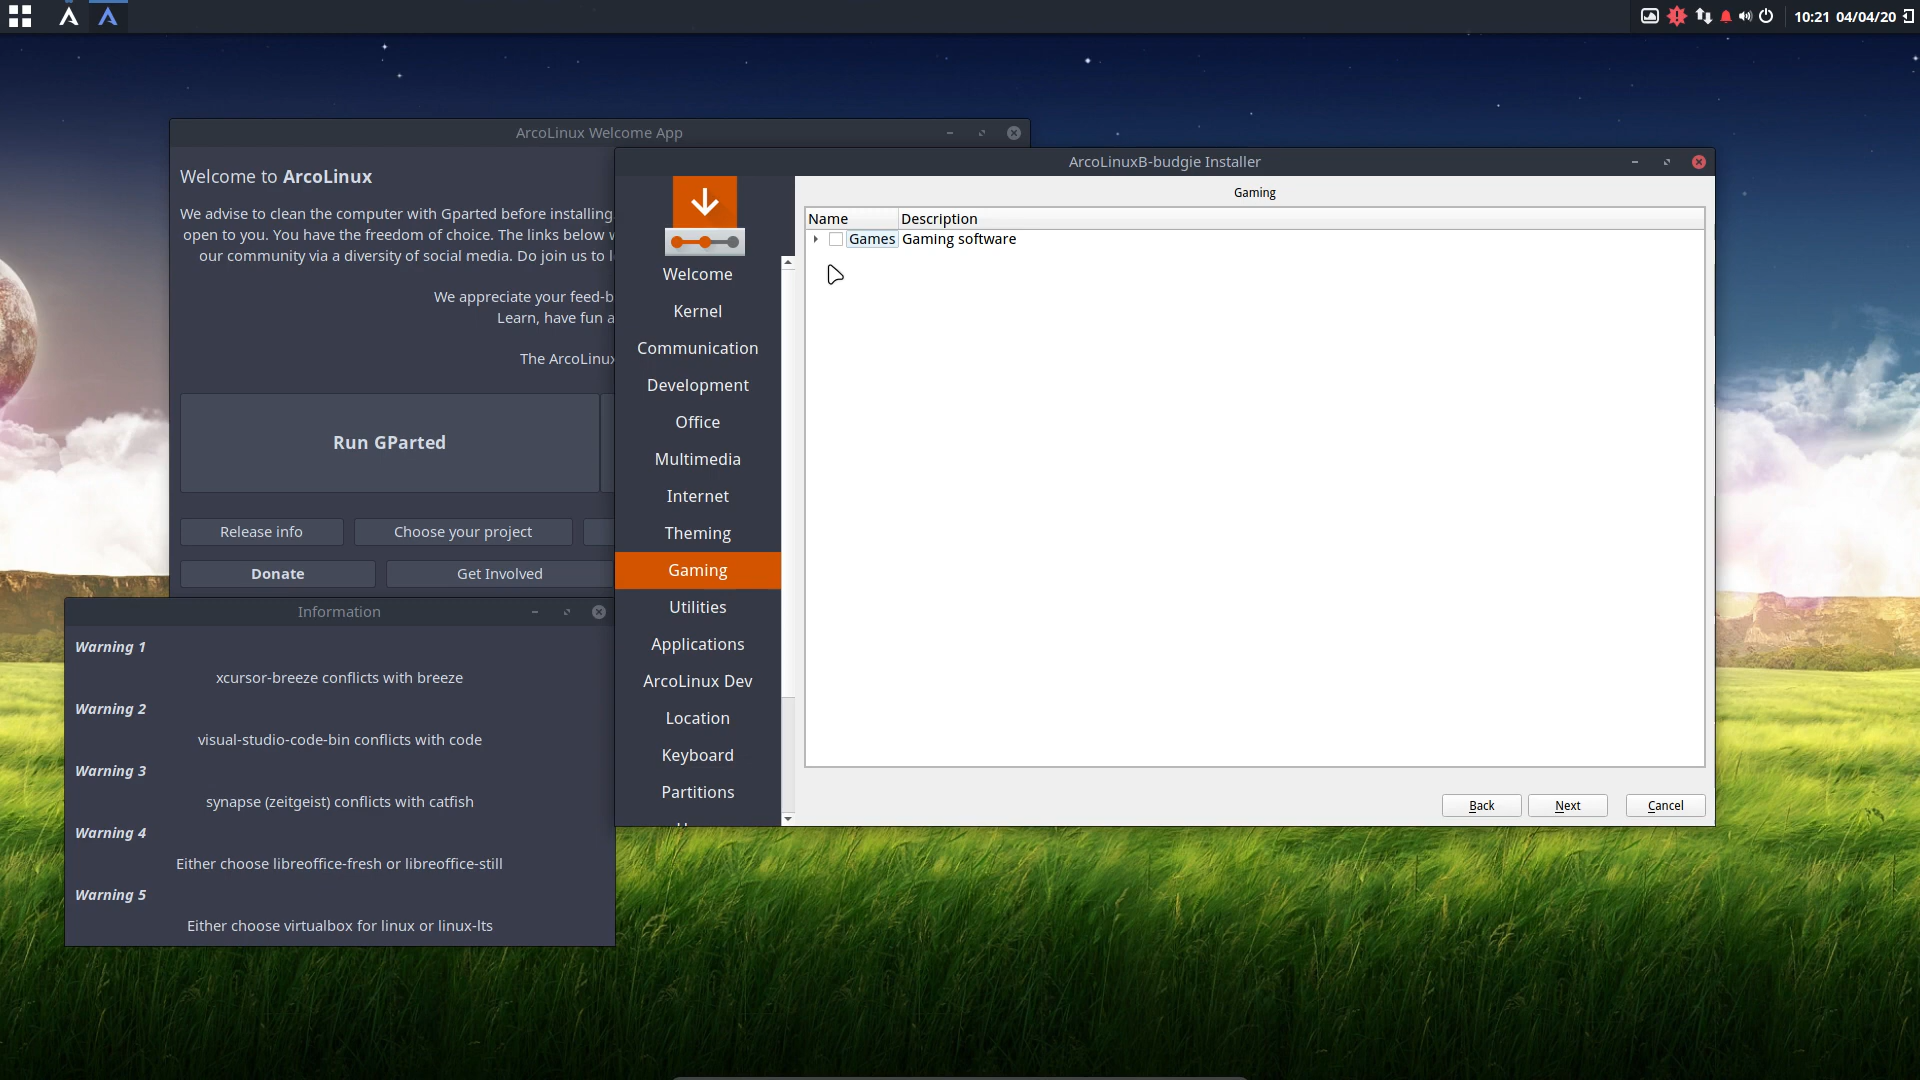 10:21 04/04/20
ArcoLinux Welcome App
Welcome to ArcoLinux
We advise to clean the computer with Gparted before installing
open to you. You have the freedom of choice. The links below
our community via a diversity of social media. Do join us to
We appreciate your
Learn, have fun
The
Run GParted
Release info
Choose your project
Donate
Get Involved
Information
Warning 1
xcursor-breeze conflicts with breeze
Warning 2
visual-studio-code-bin conflicts with code
Warning 3
synapse (zeitgeist) conflicts with catfish
Warning 4
Either choose libreoffice-fresh or libreoffice-still
Warning 5
Either choose virtualbox for linux or linux-lts
ArcoLinuxB-budgie Installer
Welcome
Kernel
Communication
Development
Office
Multimedia
Internet
Theming
Gaming
Utilities
Applications
ArcoLinux Dev
Location
Keyboard
Partitions
Gaming
Name Description
Games Gaming software
Back
Next
Cancel